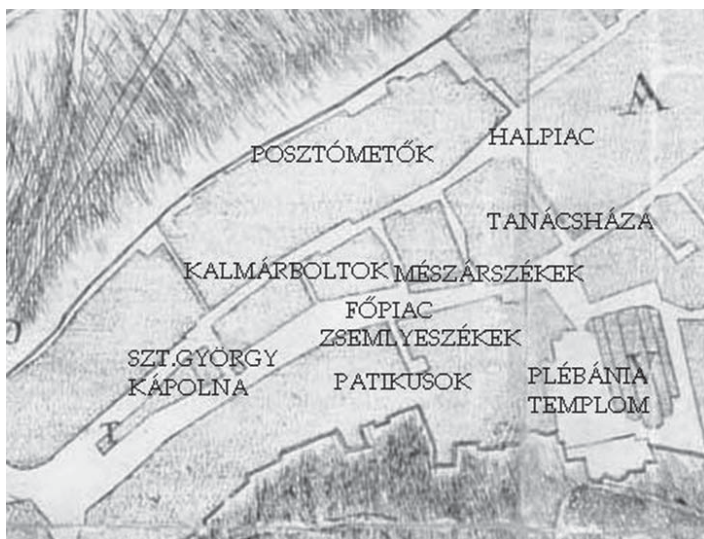 A
HALPIAC
POSZTÓMETŐK
TANÁCSHÁZA
KALMÁRBOLTOK
MÉSZÁRSZÉKEK
FŐPIAC
ZSEMLYESZÉKEK
SZT.GYÖRGY
KÁPOLNA
PATIKUSOK
PLÉBÁNIA
TEMPLOM